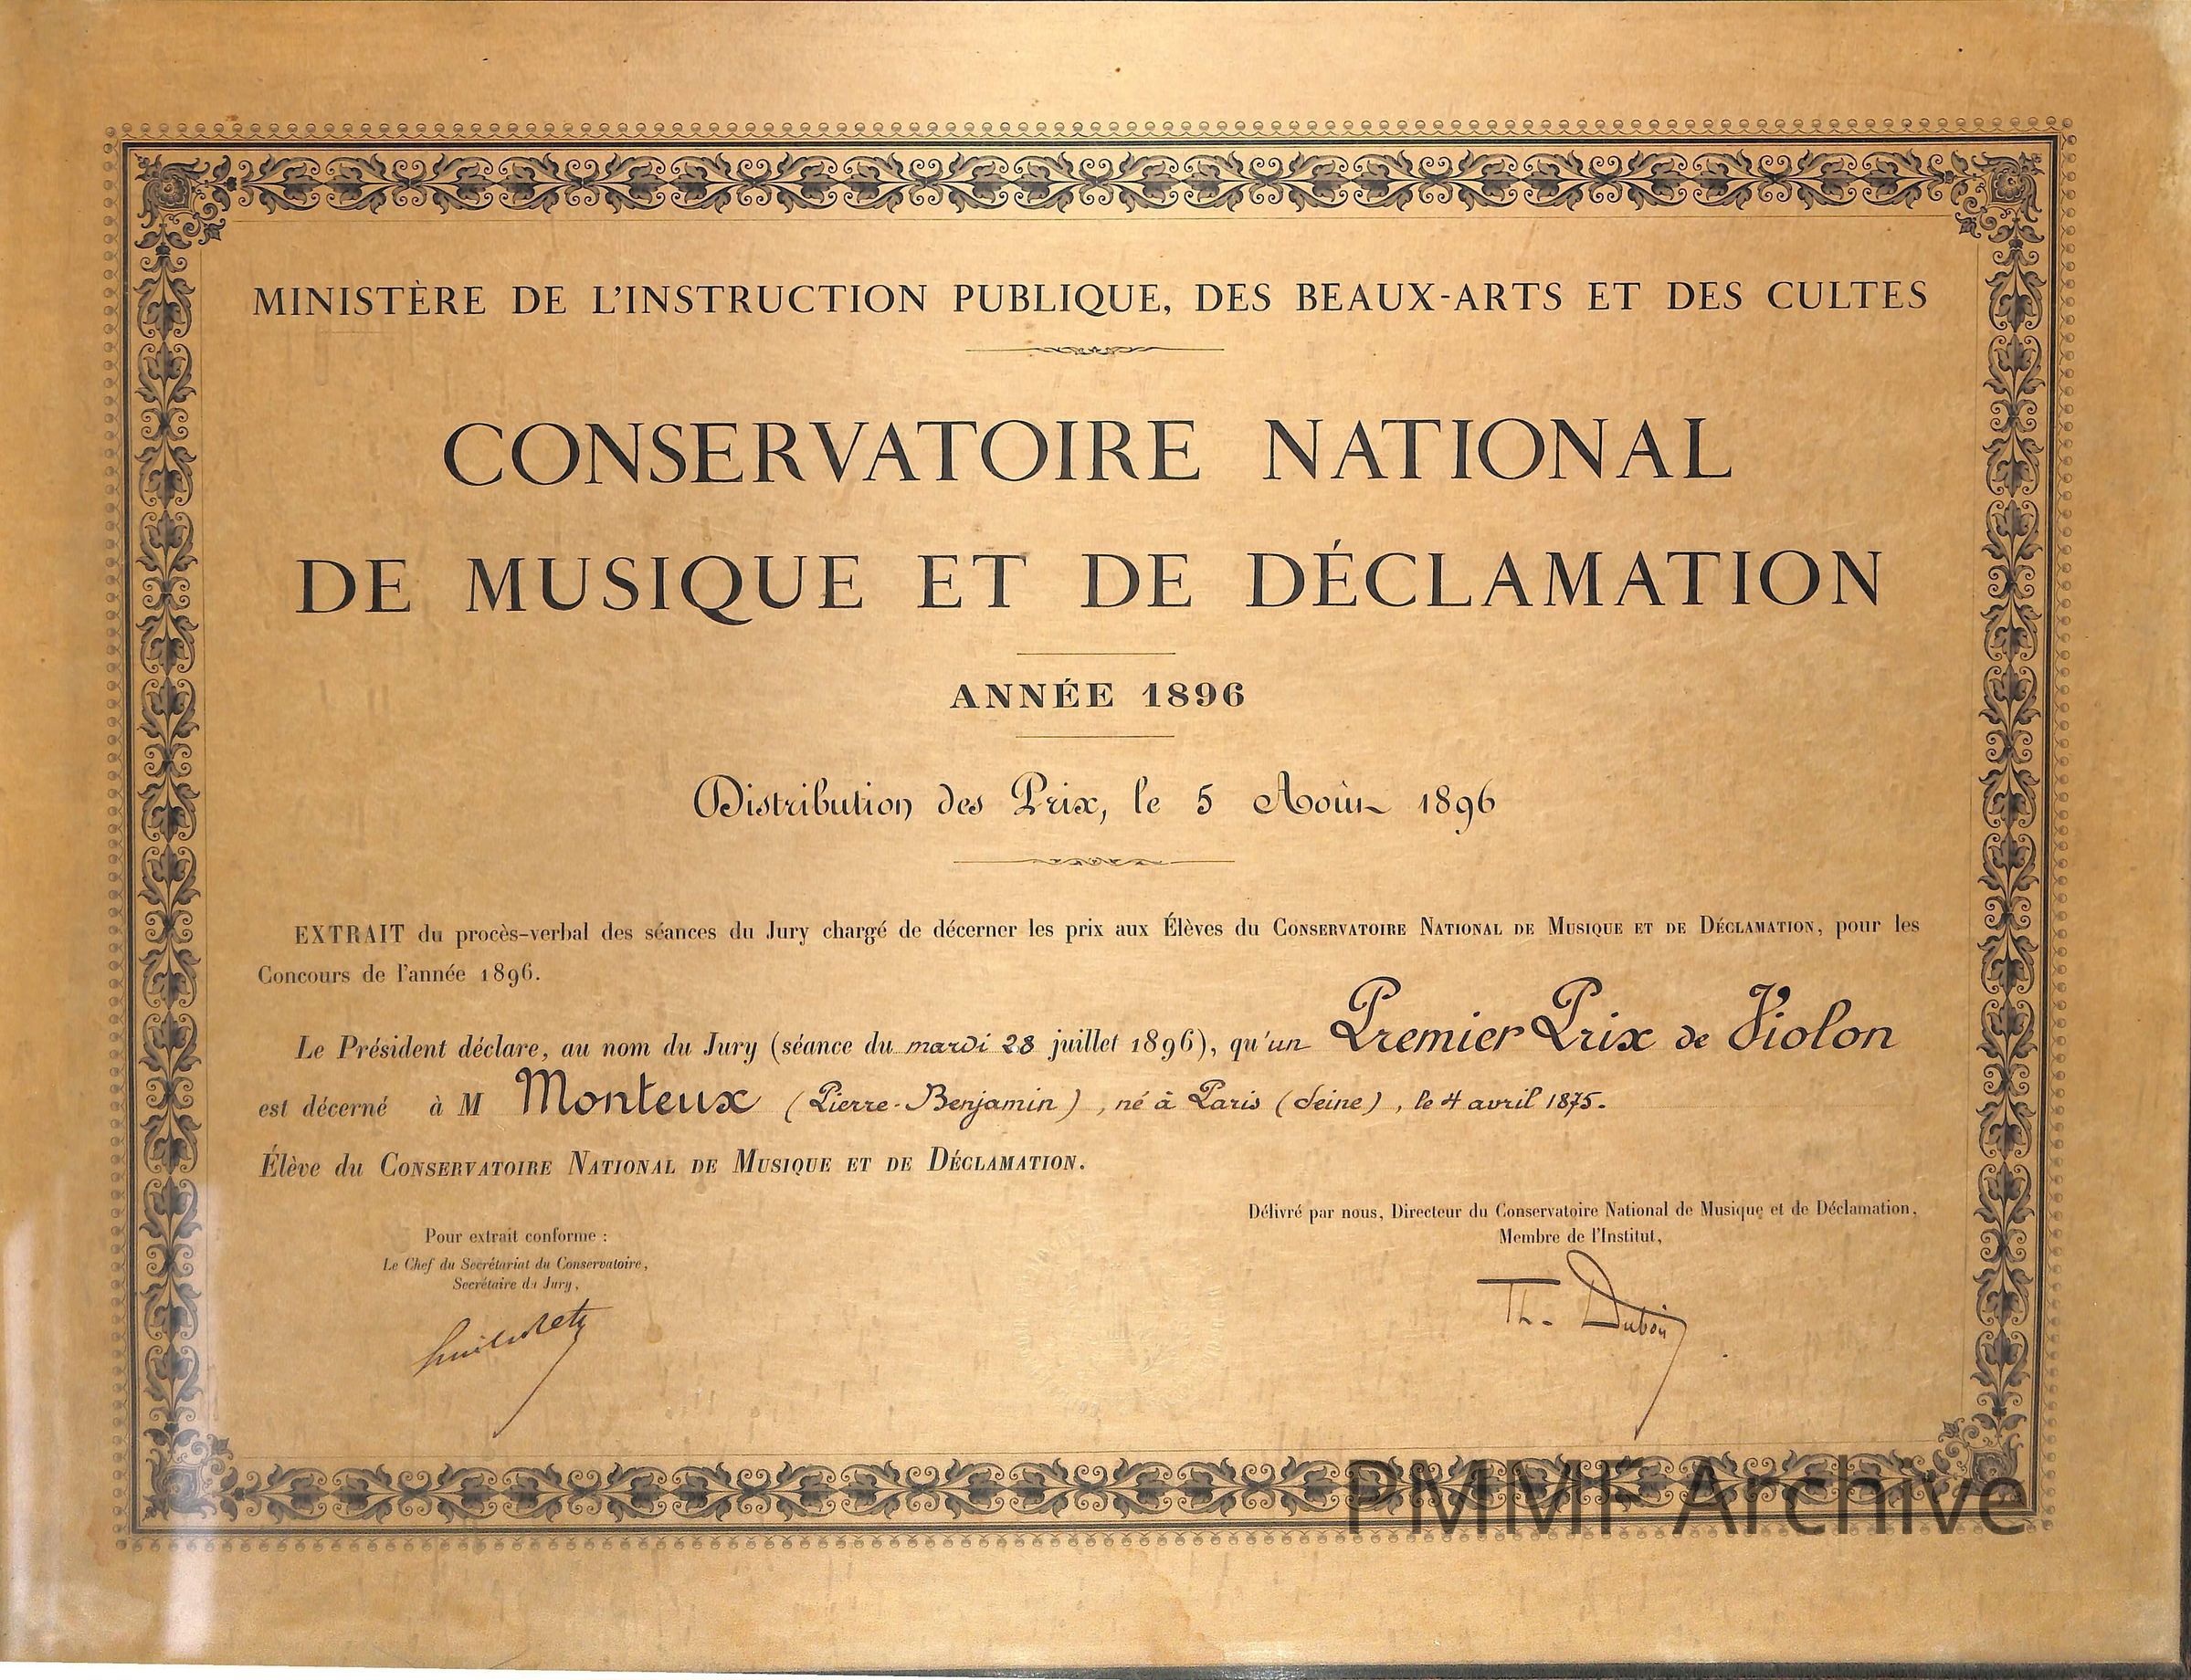 MINISTÈRE DE L'INSTRUCTION PUBLIQUE, DES BEAUX-ARTS ET DES CULTES
CONSERVATOIRE NATIONAL
DE MUSIQUE ET DE DÉCLAMATION
ANNÉE 1896
Distribution des Prix, le 5 Août 1896
EXTRAIT du procès-verbal des séances du Jury chargé de décerner les prix aux Élèves du CONSERVATOIRE NATIONAL DE MUSIQUE ET DE DÉCLAMATION, pour les
Concours de l'année 1896.
Le Président déclare, au nom du Jury (séance du mardi 28 juillet 1896), qu'un Premier Prix de Violon
est décerné à M Monteux (Pierre-Benjamin), né à Paris (Seine), le 4 avril 1875.
Élève du CONSERVATOIRE NATIONAL DE MUSIQUE ET DE DÉCLAMATION.
Délivré par nous, Directeur du Conservatoire National de Musique et de Déclamation,
Membre de l'Institut,
Th. Dubois
Pour extrait conforme :
Le Chef du Secrétariat du Conservatoire,
Secrétaire du Jury,
PMMF Archive